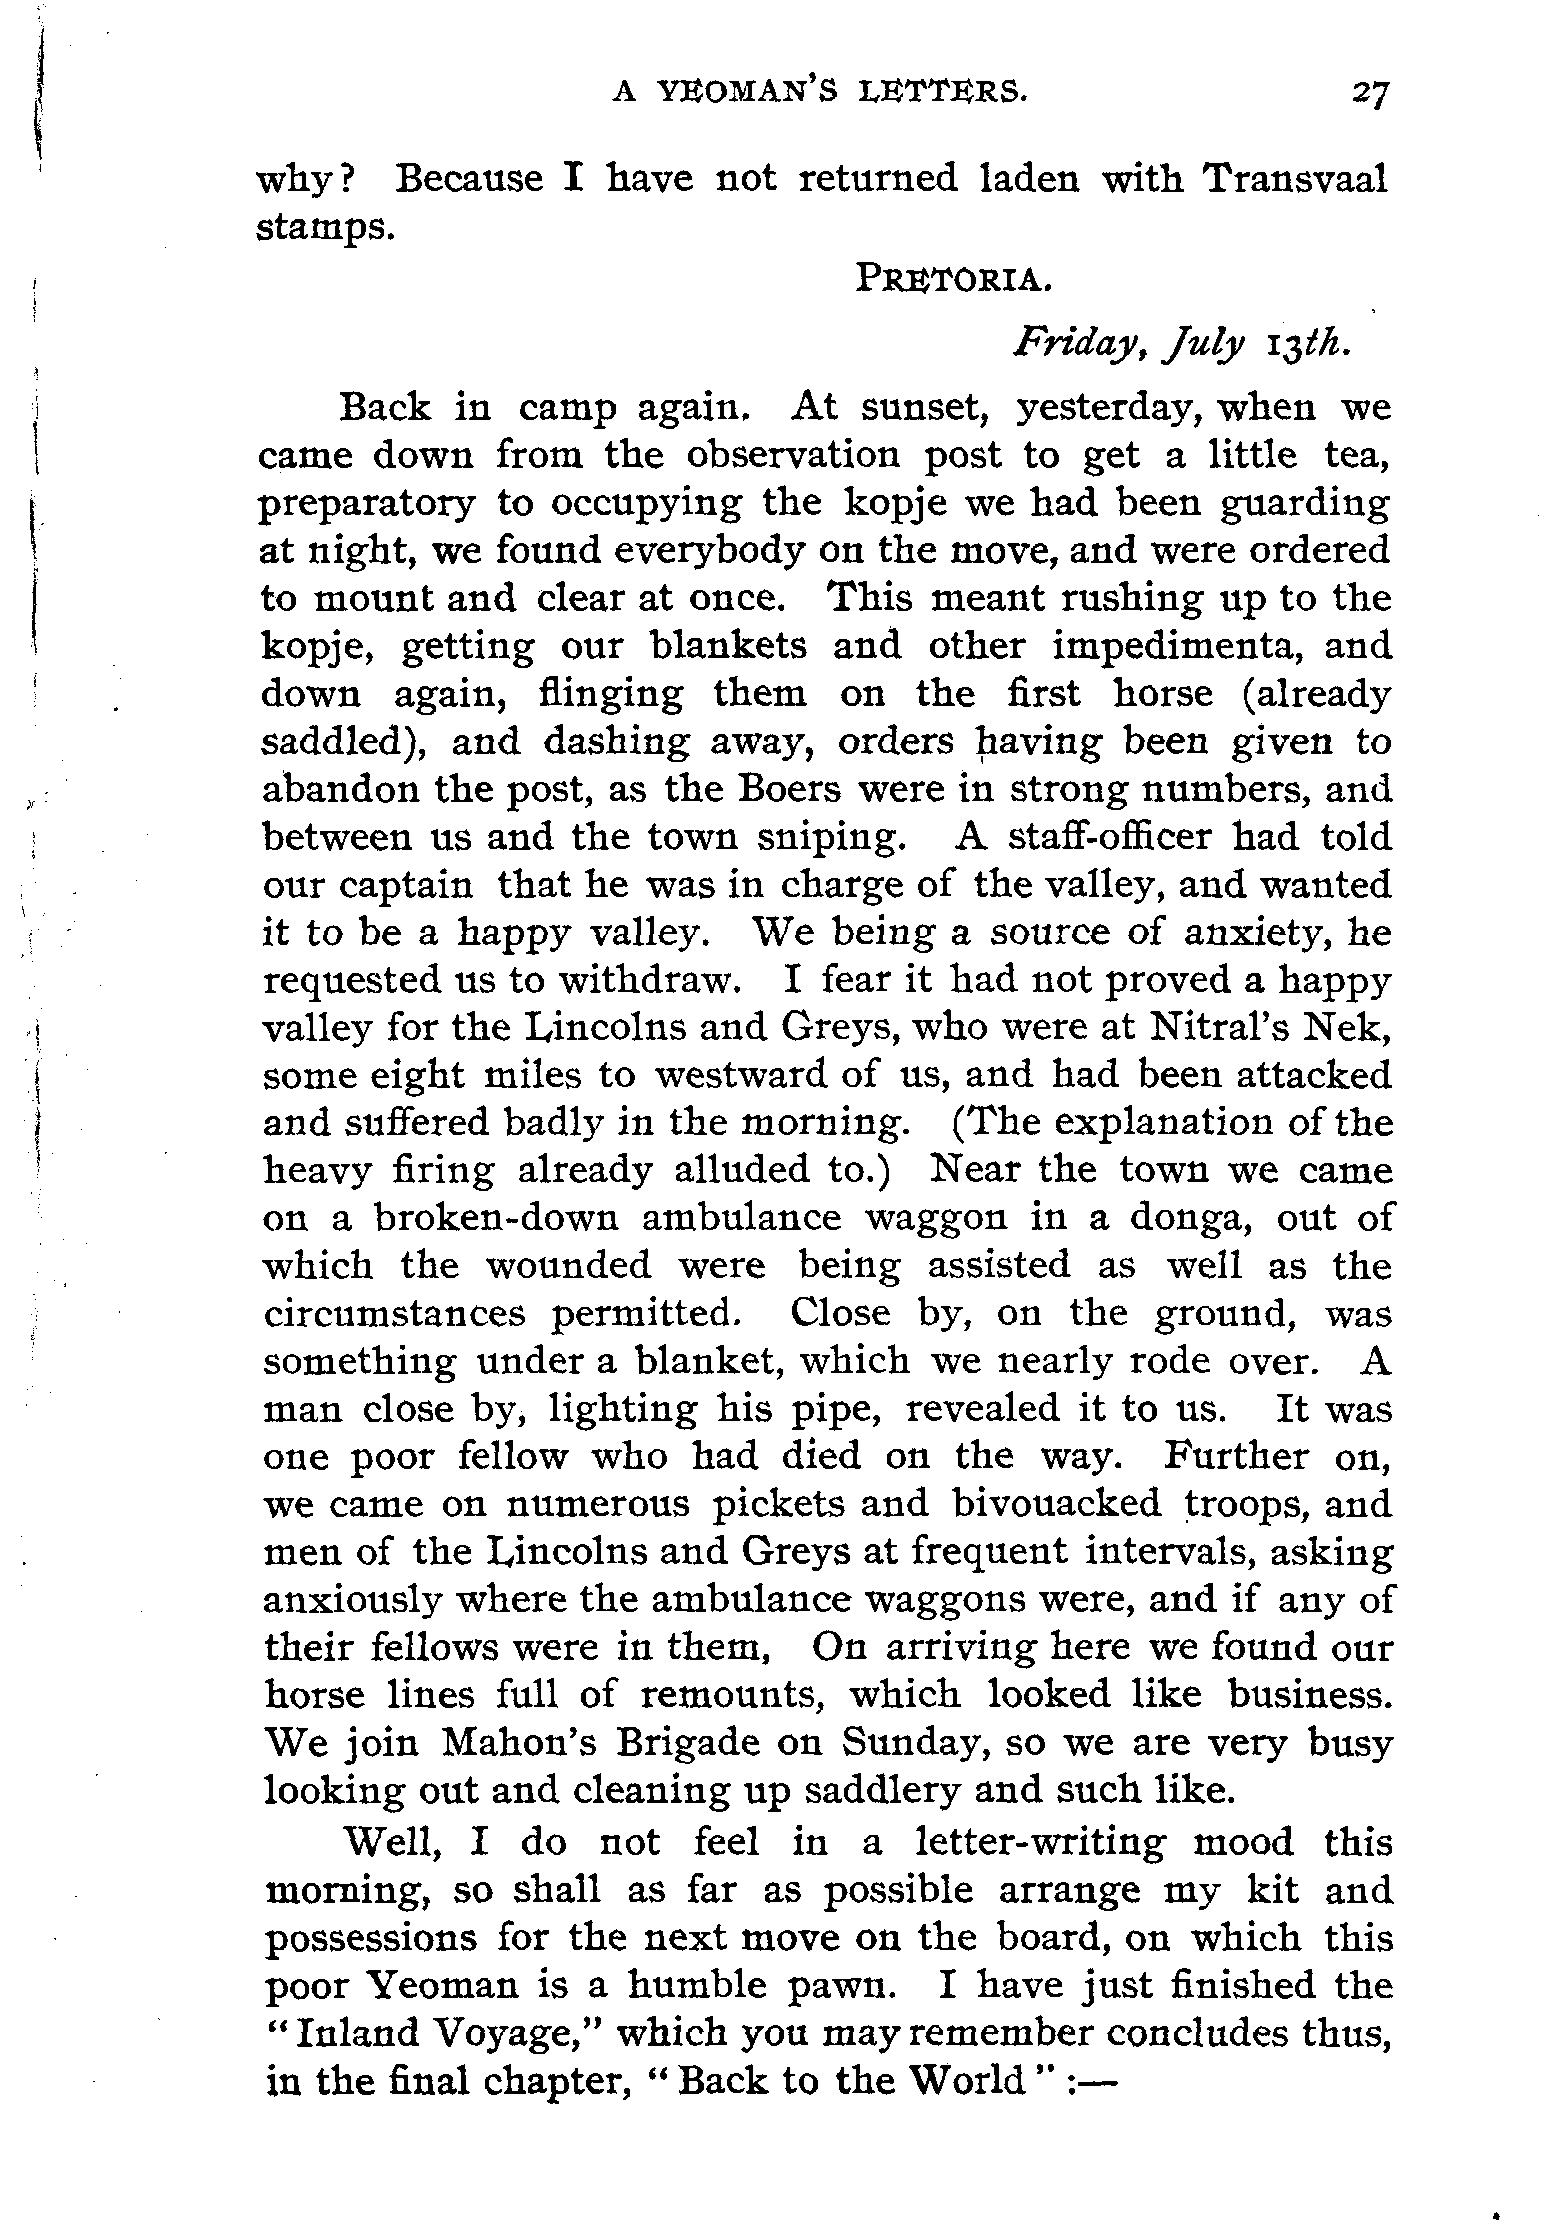 A YEOMAN'S LETTERS. 27
why? Because I have not returned laden with Transvaal
stamps.
PRETORIA.
Friday, July 13th.
Back in camp again. At sunset, yesterday, when we
came down from the observation post to get a little tea,
preparatory to occupying the kopje we had been guarding
at night, we found everybody on the move, and were ordered
to mount and clear at once. This meant rushing up to the
kopje, getting our blankets and other impedimenta, and
down again, flinging them on the first horse (already
saddled), and dashing away, orders having been given to
abandon the post, as the Boers were in strong numbers, and
between us and the town sniping. A staff-officer had told
our captain that he was in charge of the valley, and wanted
it to be a happy valley. We being a source of anxiety, he
requested us to withdraw. I fear it had not proved a happy
valley for the Lincolns and Greys, who were at Nitral's Nek,
some eight miles to westward of us, and had been attacked
and suffered badly in the morning. (The explanation of the
heavy firing already alluded to.) Near the town we came
on a broken-down ambulance waggon in a donga, out of
which the wounded were being assisted as well as the
circumstances permitted. Close by, on the ground, was
something under a blanket, which we nearly rode over. A
man close by, lighting his pipe, revealed it to us. It was
one poor fellow who had died on the way. Further on,
we came on numerous pickets and bivouacked troops, and
men of the Lincolns and Greys at frequent intervals, asking
anxiously where the ambulance waggons were, and if any of
their fellows were in them, On arriving here we found our
horse lines full of remounts, which looked like business.
We join Mahon's Brigade on Sunday, so we are very busy
looking out and cleaning up saddlery and such like.
Well, I do not feel in a letter-writing mood this
morning, so shall as far as possible arrange my kit and
possessions for the next move on the board, on which this
poor Yeoman is a humble pawn. I have just finished the
"Inland Voyage," which you may remember concludes thus,
in the final chapter, "Back to the World":—